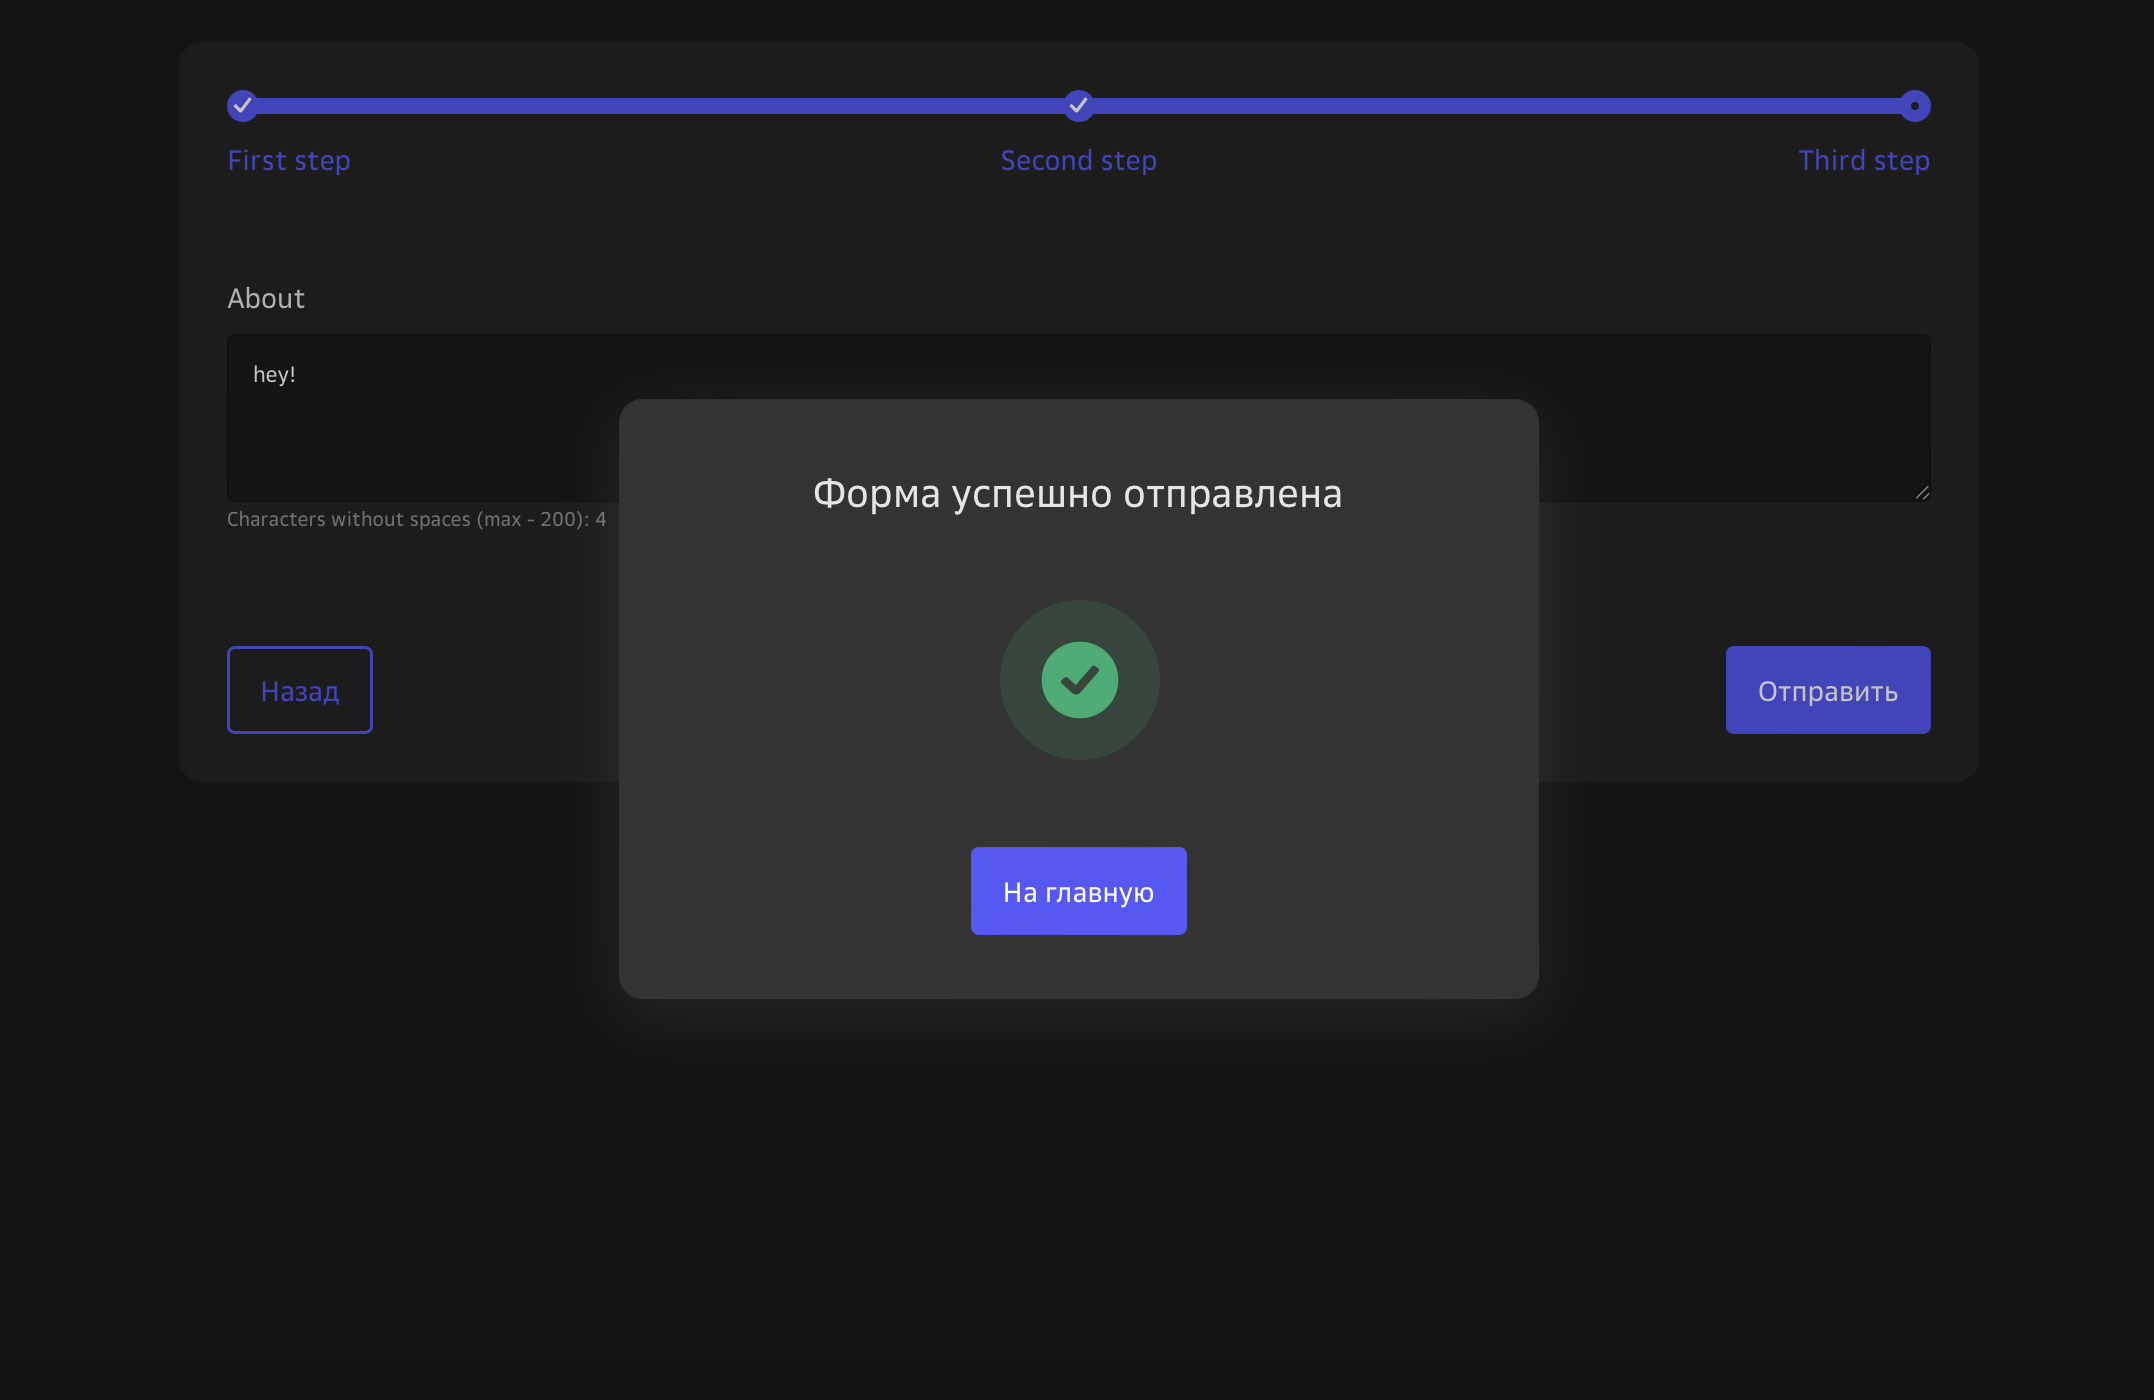 First step
Second step
Third step
About
hey!
Characters without spaces (max - 200): 4
Форма успешно отправлена
На главную
Назад
Отправить